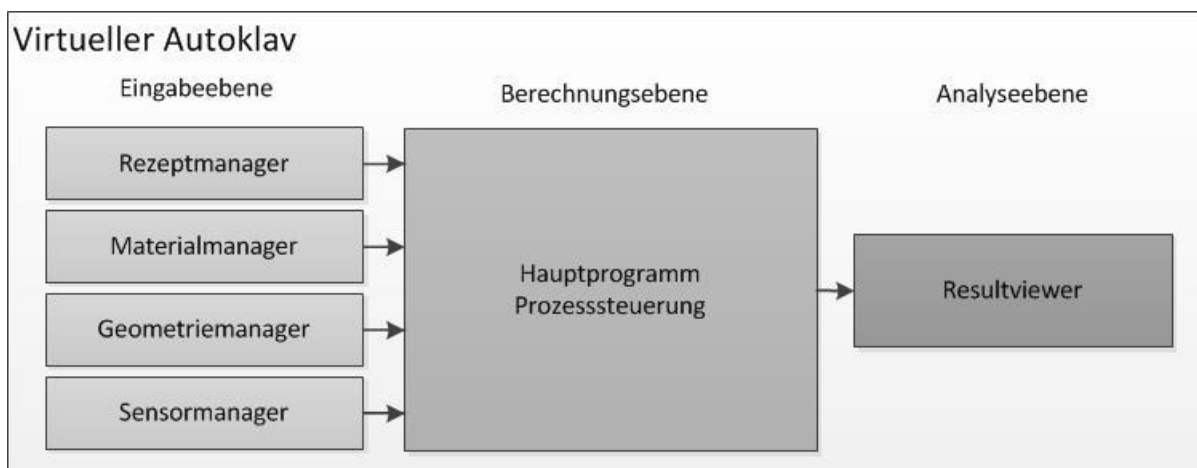 Virtueller Autoklav
Eingabeebene
Berechnungsebene
Analyseebene
Rezeptmanager
Materialmanager
Geometriemanager
Sensormanager
Hauptprogramm
Prozesssteuerung
Resultviewer